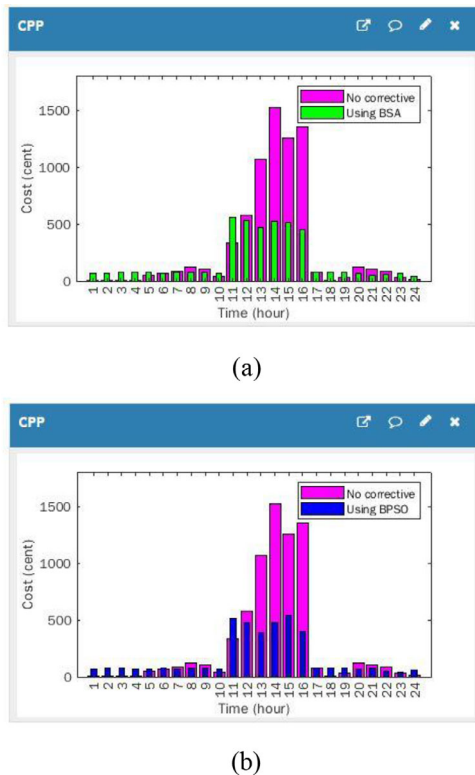 CPP
1500
1000
500
0
Cost (cent)
No corrective
Using BSA
1 2 3 4 5 6 7 8 9 10 11 12 13 14 15 16 17 18 19 20 21 22 23 24
Time (hour)
(a)
CPP
1500
1000
500
0
Cost (cent)
No corrective
Using BPSO
1 2 3 4 5 6 7 8 9 10 11 12 13 14 15 16 17 18 19 20 21 22 23 24
Time (hour)
(b)